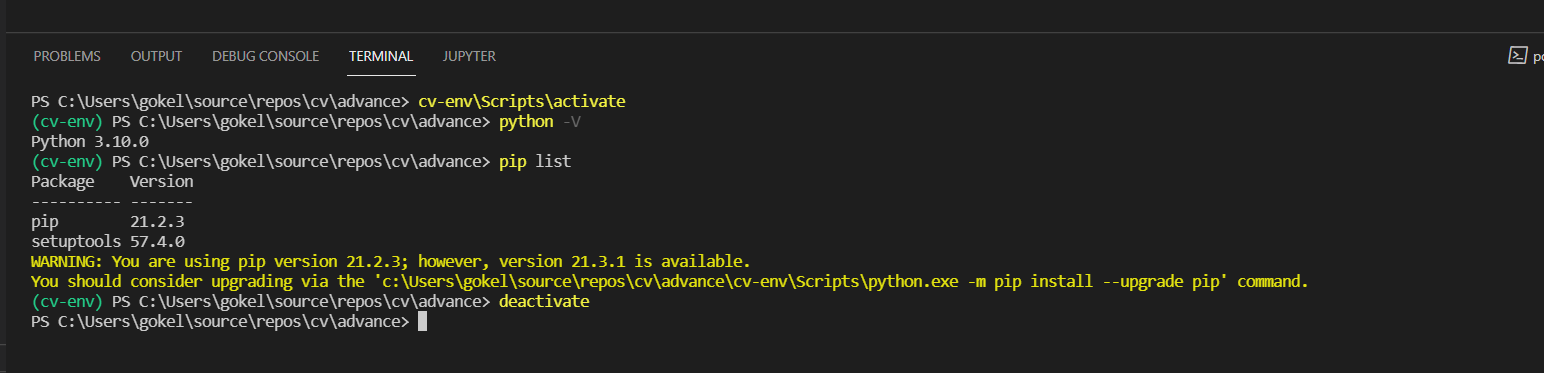 PROBLEMS OUTPUT DEBUG CONSOLE TERMINAL JUPYTER
PS C:\Users\gokel\source\repos\cv\advance> cv-env\Scripts\activate
(cv-env) PS C:\Users\gokel\source\repos\cv\advance> python -V
Python 3.10.0
(cv-env) PS C:\Users\gokel\source\repos\cv\advance> pip list
Package    Version
---------- -------
pip        21.2.3
setuptools 57.4.0
WARNING: You are using pip version 21.2.3; however, version 21.3.1 is available.
You should consider upgrading via the 'c:\Users\gokel\source\repos\cv\advance\cv-env\Scripts\python.exe -m pip install --upgrade pip' command.
(cv-env) PS C:\Users\gokel\source\repos\cv\advance> deactivate
PS C:\Users\gokel\source\repos\cv\advance>